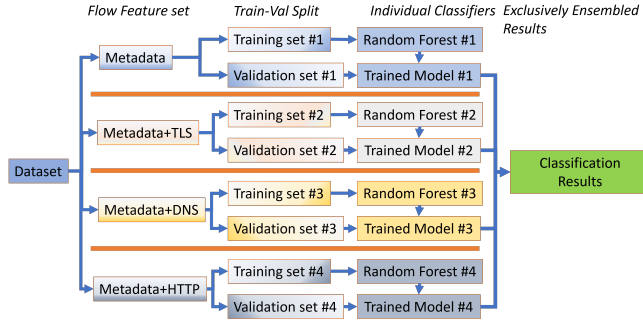 Flow Feature set
Train-Val Split
Individual Classifiers
Exclusively Ensembled
Results
Dataset
Metadata
Training set #1
Random Forest #1
Validation set #1
Trained Model #1
Metadata+TLS
Training set #2
Random Forest #2
Validation set #2
Trained Model #2
Metadata+DNS
Training set #3
Random Forest #3
Validation set #3
Trained Model #3
Metadata+HTTP
Training set #4
Random Forest #4
Validation set #4
Trained Model #4
Classification
Results